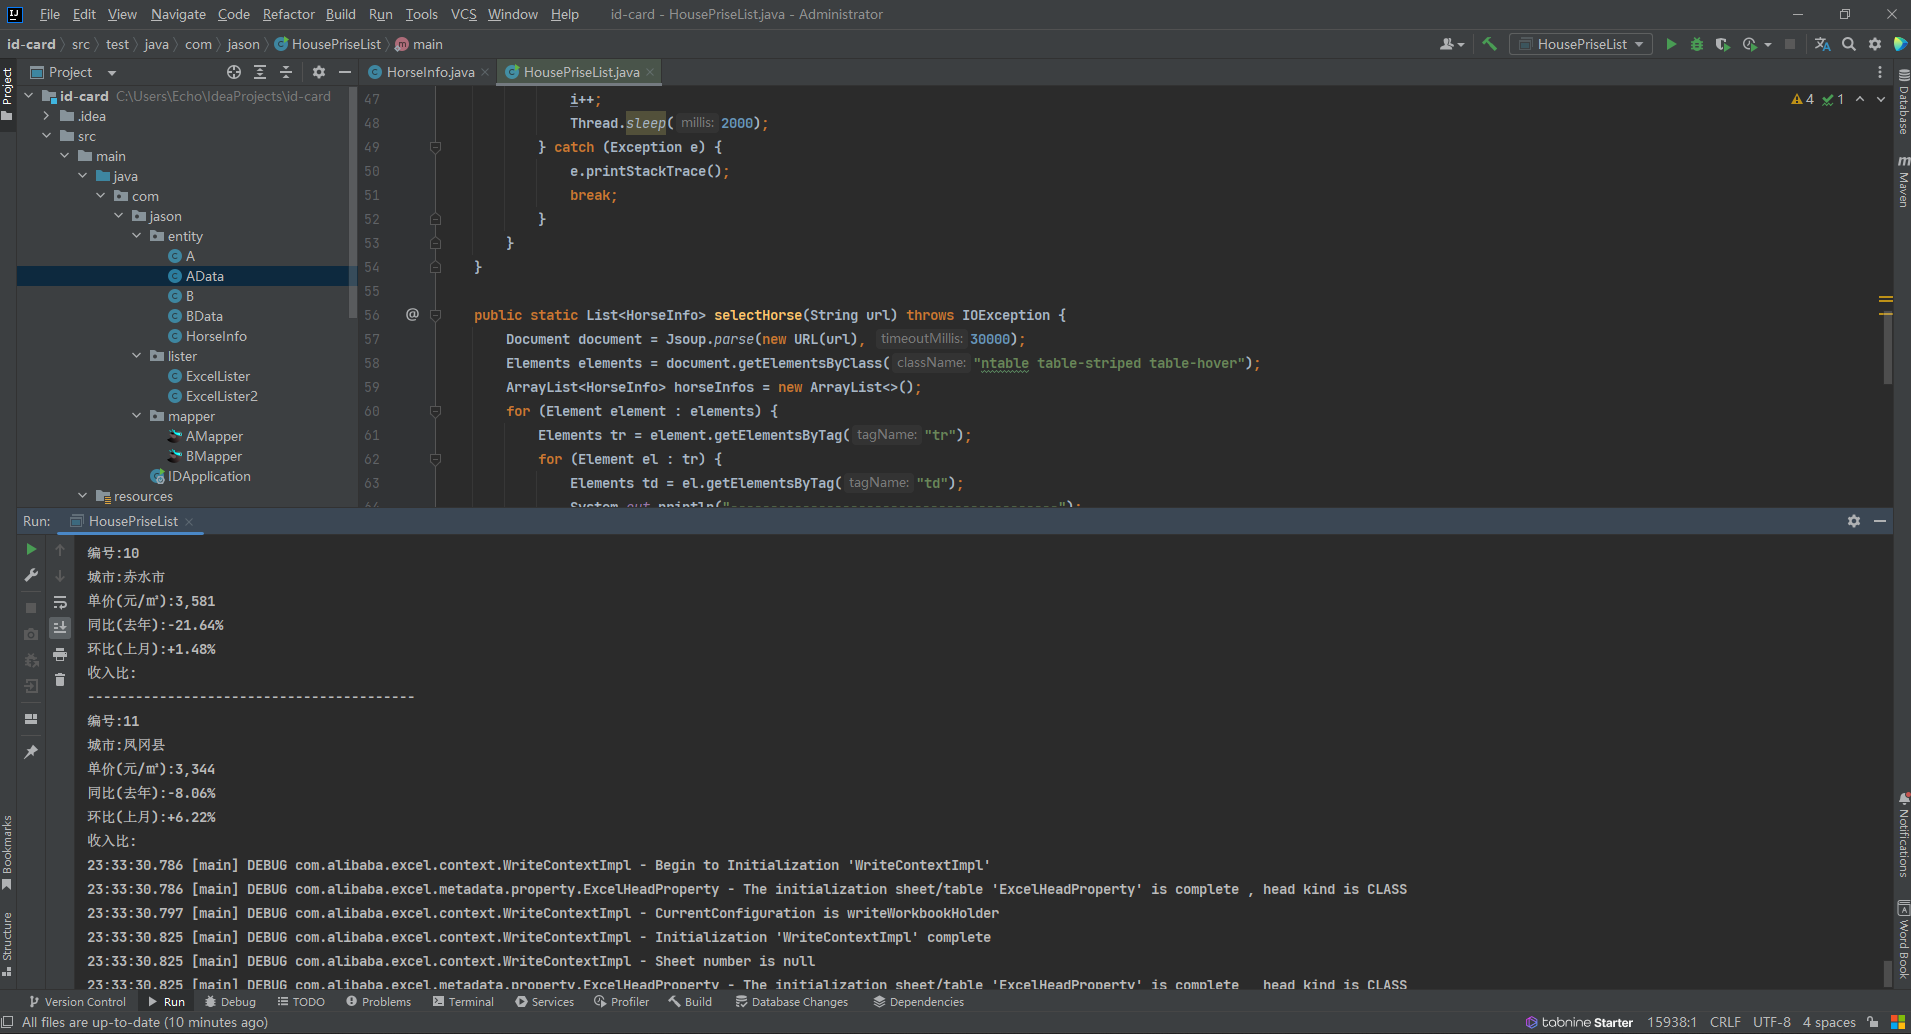 File Edit View Navigate Code Refactor Build Run Tools VCS Window Help id-card - HousePriseList.java - Administrator
id-card src test java com jason HousePriseList main
HousePriseList
Project
HorseInfo.java
HousePriseList.java
Project
id-card C:\Users\Echo\IdeaProjects\id-card
.idea
src
main
java
com
jason
entity
A
AData
B
BData
HorseInfo
lister
ExcelLister
ExcelLister2
mapper
AMapper
BMapper
IDApplication
resources
4 1
47 i++;
48 Thread.sleep( millis: 2000);
49 } catch (Exception e) {
50 e.printStackTrace();
51 break;
52 }
53 }
54 }
55
56 @ public static List<HorseInfo> selectHorse(String url) throws IOException {
57 Document document = Jsoup.parse(new URL(url), timeoutMillis: 30000);
58 Elements elements = document.getElementsByClass( className: "ntable table-striped table-hover");
59 ArrayList<HorseInfo> horseInfos = new ArrayList<>();
60 for (Element element : elements) {
61 Elements tr = element.getElementsByTag( tagName: "tr");
62 for (Element el : tr) {
63 Elements td = el.getElementsByTag( tagName: "td");
64 System.out.println("-----------------------------------------");
Database
Maven
Notifications
Word Book
Bookmarks
Structure
Run: HousePriseList
编号:10
城市:赤水市
单价(元/㎡):3,581
同比(去年):-21.64%
环比(上月):+1.48%
收入比:
-----------------------------------------
编号:11
城市:凤冈县
单价(元/㎡):3,344
同比(去年):-8.06%
环比(上月):+6.22%
收入比:
23:33:30.786 [main] DEBUG com.alibaba.excel.context.WriteContextImpl - Begin to Initialization 'WriteContextImpl'
23:33:30.786 [main] DEBUG com.alibaba.excel.metadata.property.ExcelHeadProperty - The initialization sheet/table 'ExcelHeadProperty' is complete , head kind is CLASS
23:33:30.797 [main] DEBUG com.alibaba.excel.context.WriteContextImpl - CurrentConfiguration is writeWorkbookHolder
23:33:30.825 [main] DEBUG com.alibaba.excel.context.WriteContextImpl - Initialization 'WriteContextImpl' complete
23:33:30.825 [main] DEBUG com.alibaba.excel.context.WriteContextImpl - Sheet number is null
23:33:30.825 [main] DEBUG com.alibaba.excel.metadata.property.ExcelHeadProperty - The initialization sheet/table 'ExcelHeadProperty' is complete , head kind is CLASS
Version Control Run Debug TODO Problems Terminal Services Profiler Build Database Changes Dependencies
All files are up-to-date (10 minutes ago) tabnine Starter 15938:1 CRLF UTF-8 4 spaces